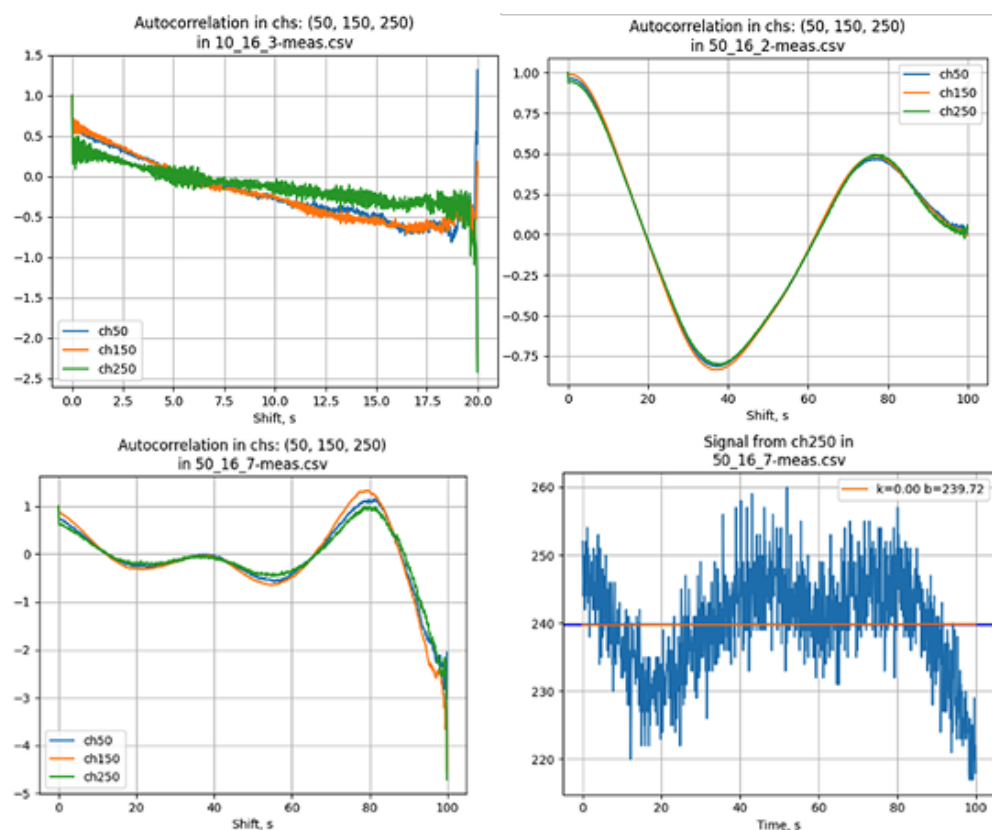 Autocorrelation in chs: (50, 150, 250)
in 10_16_3-meas.csv
1.5
1.0
0.5
0.0
−0.5
−1.0
−1.5
−2.0
−2.5
ch50
ch150
ch250
0.0 2.5 5.0 7.5 10.0 12.5 15.0 17.5 20.0
Shift, s
Autocorrelation in chs: (50, 150, 250)
in 50_16_2-meas.csv
1.00
0.75
0.50
0.25
0.00
−0.25
−0.50
−0.75
ch50
ch150
ch250
0 20 40 60 80 100
Shift, s
Autocorrelation in chs: (50, 150, 250)
in 50_16_7-meas.csv
1
0
−1
−2
−3
−4
−5
ch50
ch150
ch250
0 20 40 60 80 100
Shift, s
Signal from ch250 in
50_16_7-meas.csv
260
250
240
230
220
k=0.00 b=239.72
0 20 40 60 80 100
Time, s